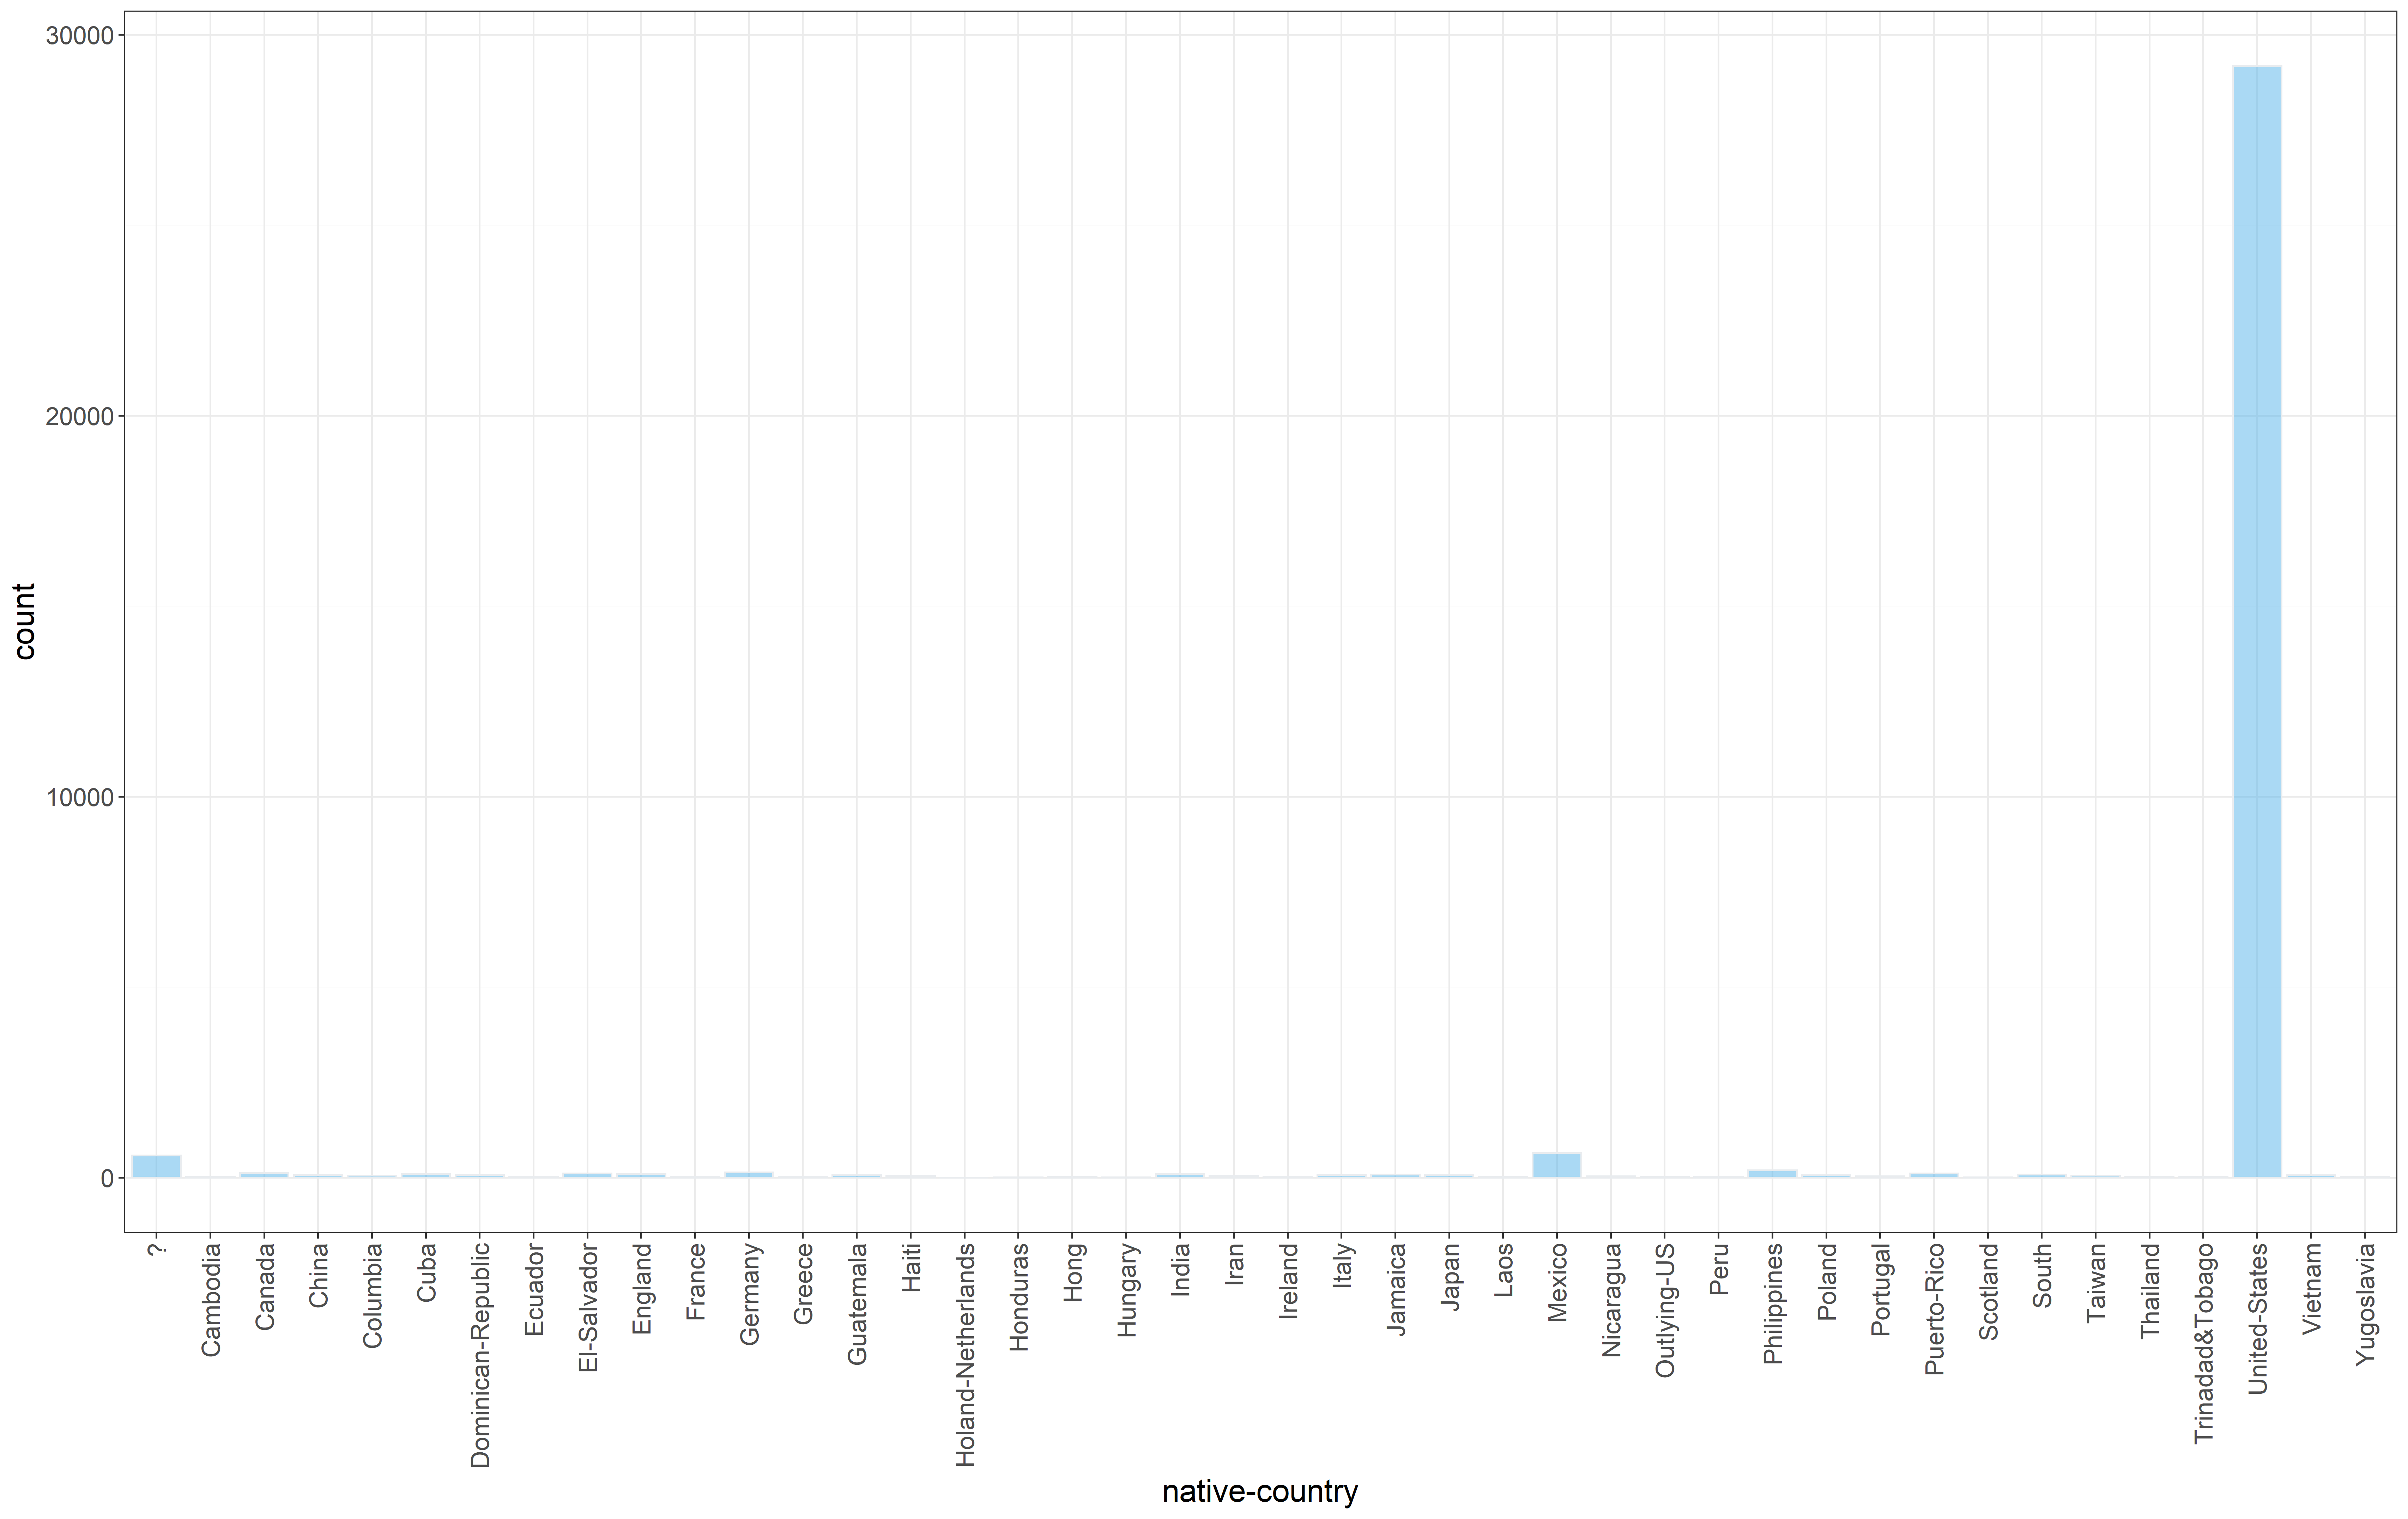 30000
20000
10000
0
count
?
Cambodia
Canada
China
Columbia
Cuba
Dominican-Republic
Ecuador
El-Salvador
England
France
Germany
Greece
Guatemala
Haiti
Holand-Netherlands
Honduras
Hong
Hungary
India
Iran
Ireland
Italy
Jamaica
Japan
Laos
Mexico
Nicaragua
Outlying-US
Peru
Philippines
Poland
Portugal
Puerto-Rico
Scotland
South
Taiwan
Thailand
Trinadad&Tobago
United-States
Vietnam
Yugoslavia
native-country